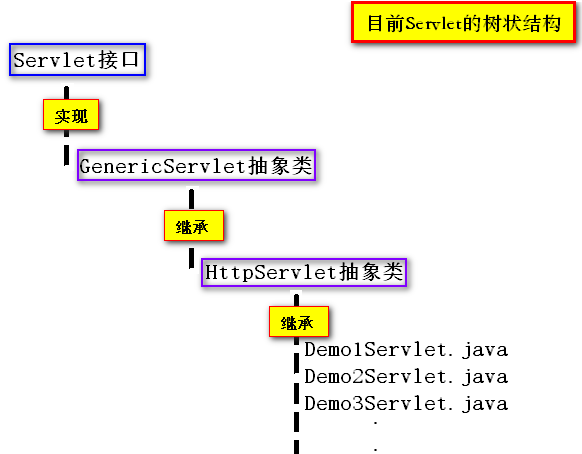 目前Servlet的树状结构
Servlet接口
实现
GenericServlet抽象类
继承
HttpServlet抽象类
继承
Demo1Servlet.java
Demo2Servlet.java
Demo3Servlet.java
.
.